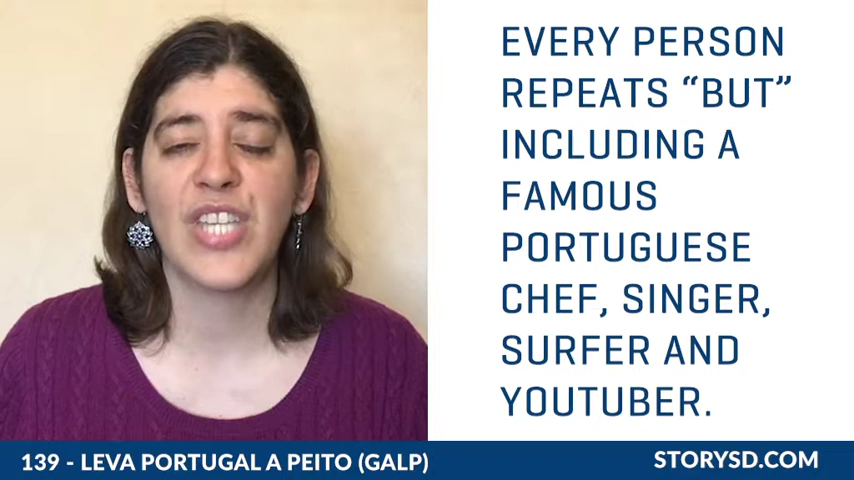 EVERY PERSON
REPEATS “BUT”
INCLUDING A
FAMOUS
PORTUGUESE
CHEF, SINGER,
SURFER AND
YOUTUBER.
139 - LEVA PORTUGAL A PEITO (GALP)
STORYSD.COM